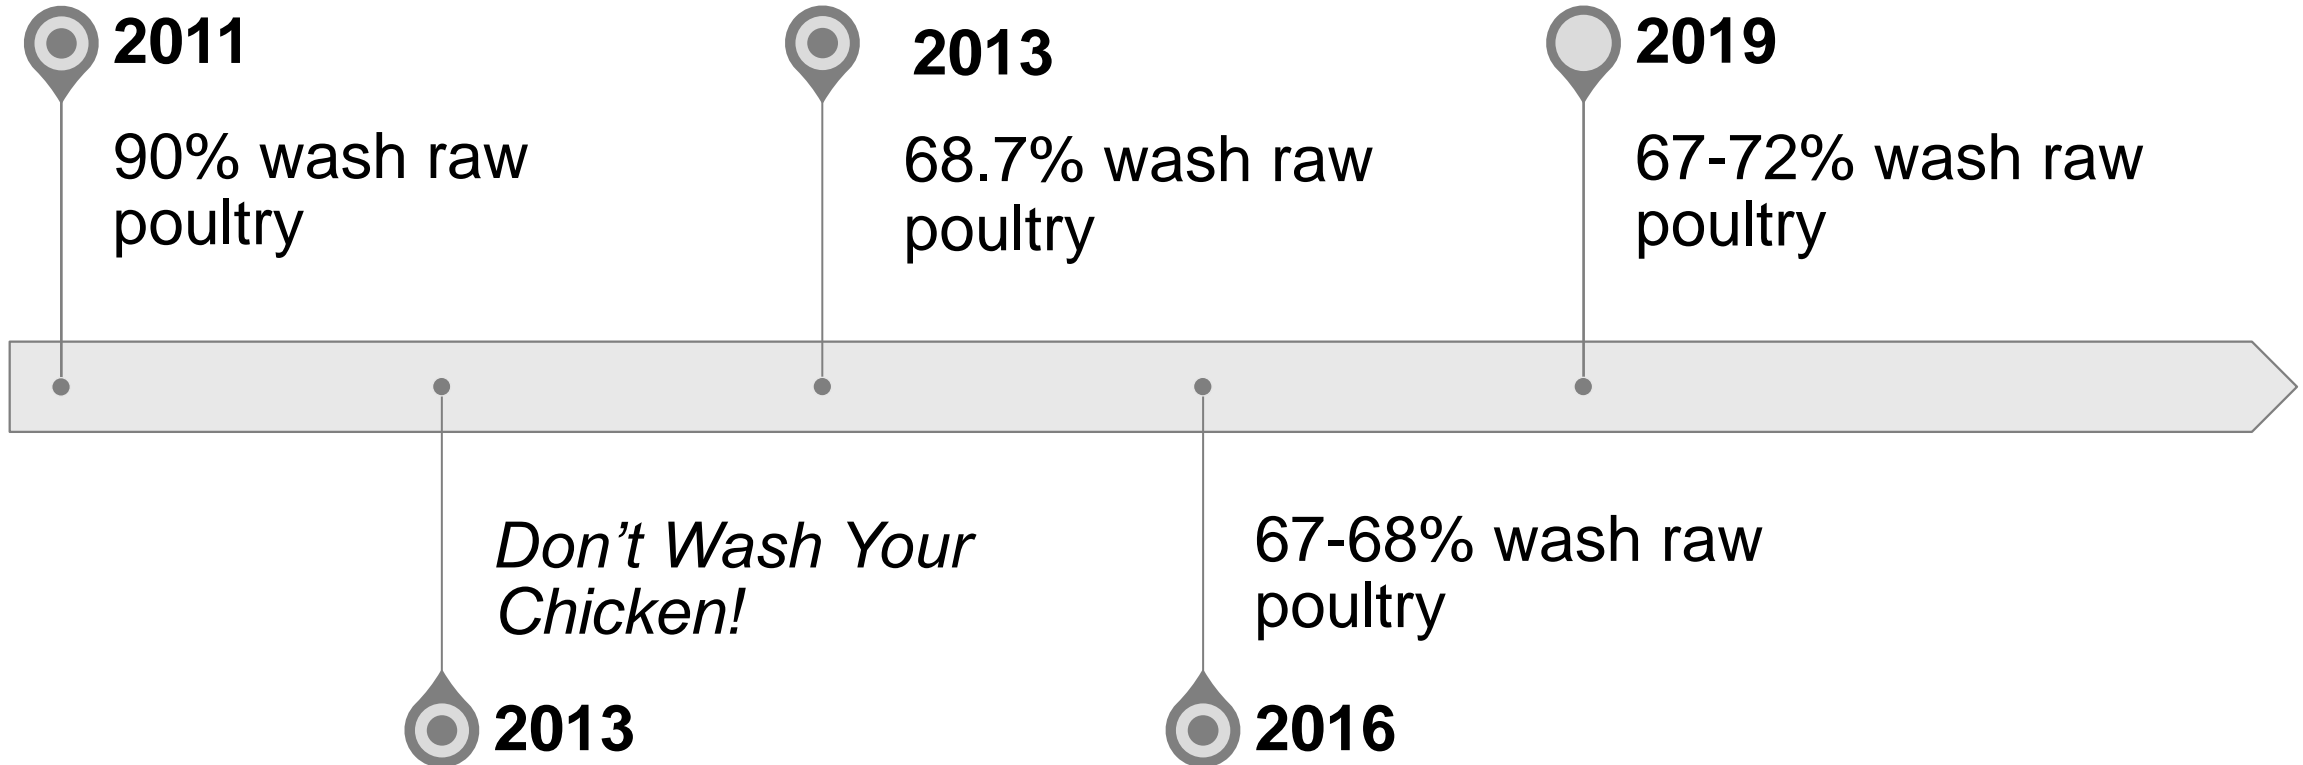 2011
90% wash raw
poultry
2013
68.7% wash raw
poultry
2019
67-72% wash raw
poultry
Don’t Wash Your
Chicken!
2013
67-68% wash raw
poultry
2016